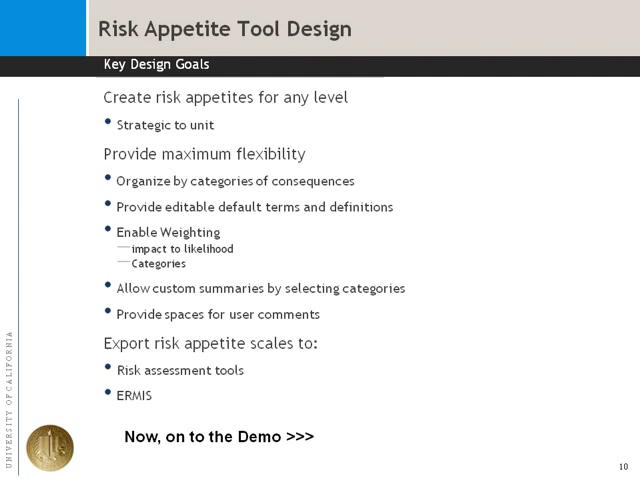 Risk Appetite Tool Design
Key Design Goals
Create risk appetites for any level
• Strategic to unit
Provide maximum flexibility
• Organize by categories of consequences
• Provide editable default terms and definitions
• Enable Weighting
— impact to likelihood
— Categories
• Allow custom summaries by selecting categories
• Provide spaces for user comments
Export risk appetite scales to:
• Risk assessment tools
• ERMIS
Now, on to the Demo >>>
UNIVERSITY OF CALIFORNIA
10